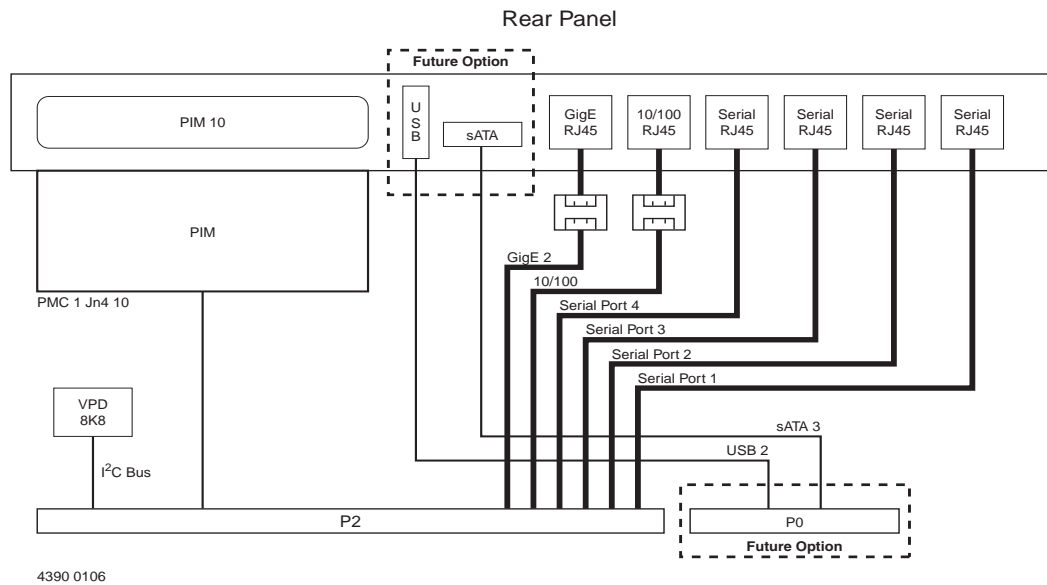 Rear Panel
Future Option
PIM 10
U
S
B
sATA
GigE
RJ45
10/100
RJ45
Serial
RJ45
Serial
RJ45
Serial
RJ45
Serial
RJ45
PIM
GigE 2
10/100
PMC 1 Jn4 10
Serial Port 4
Serial Port 3
Serial Port 2
Serial Port 1
VPD
8K8
sATA 3
USB 2
I²C Bus
P2
P0
Future Option
4390 0106